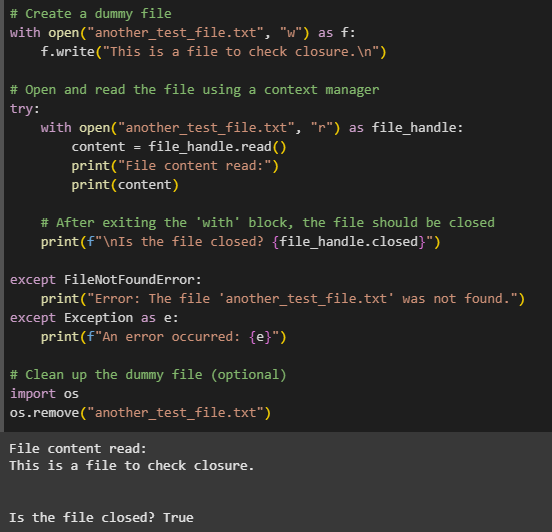 # Create a dummy file
with open("another_test_file.txt", "w") as f:
    f.write("This is a file to check closure.\n")

# Open and read the file using a context manager
try:
    with open("another_test_file.txt", "r") as file_handle:
        content = file_handle.read()
        print("File content read:")
        print(content)

    # After exiting the 'with' block, the file should be closed
    print(f"\nIs the file closed? {file_handle.closed}")

except FileNotFoundError:
    print("Error: The file 'another_test_file.txt' was not found.")
except Exception as e:
    print(f"An error occurred: {e}")

# Clean up the dummy file (optional)
import os
os.remove("another_test_file.txt")
File content read:
This is a file to check closure.


Is the file closed? True